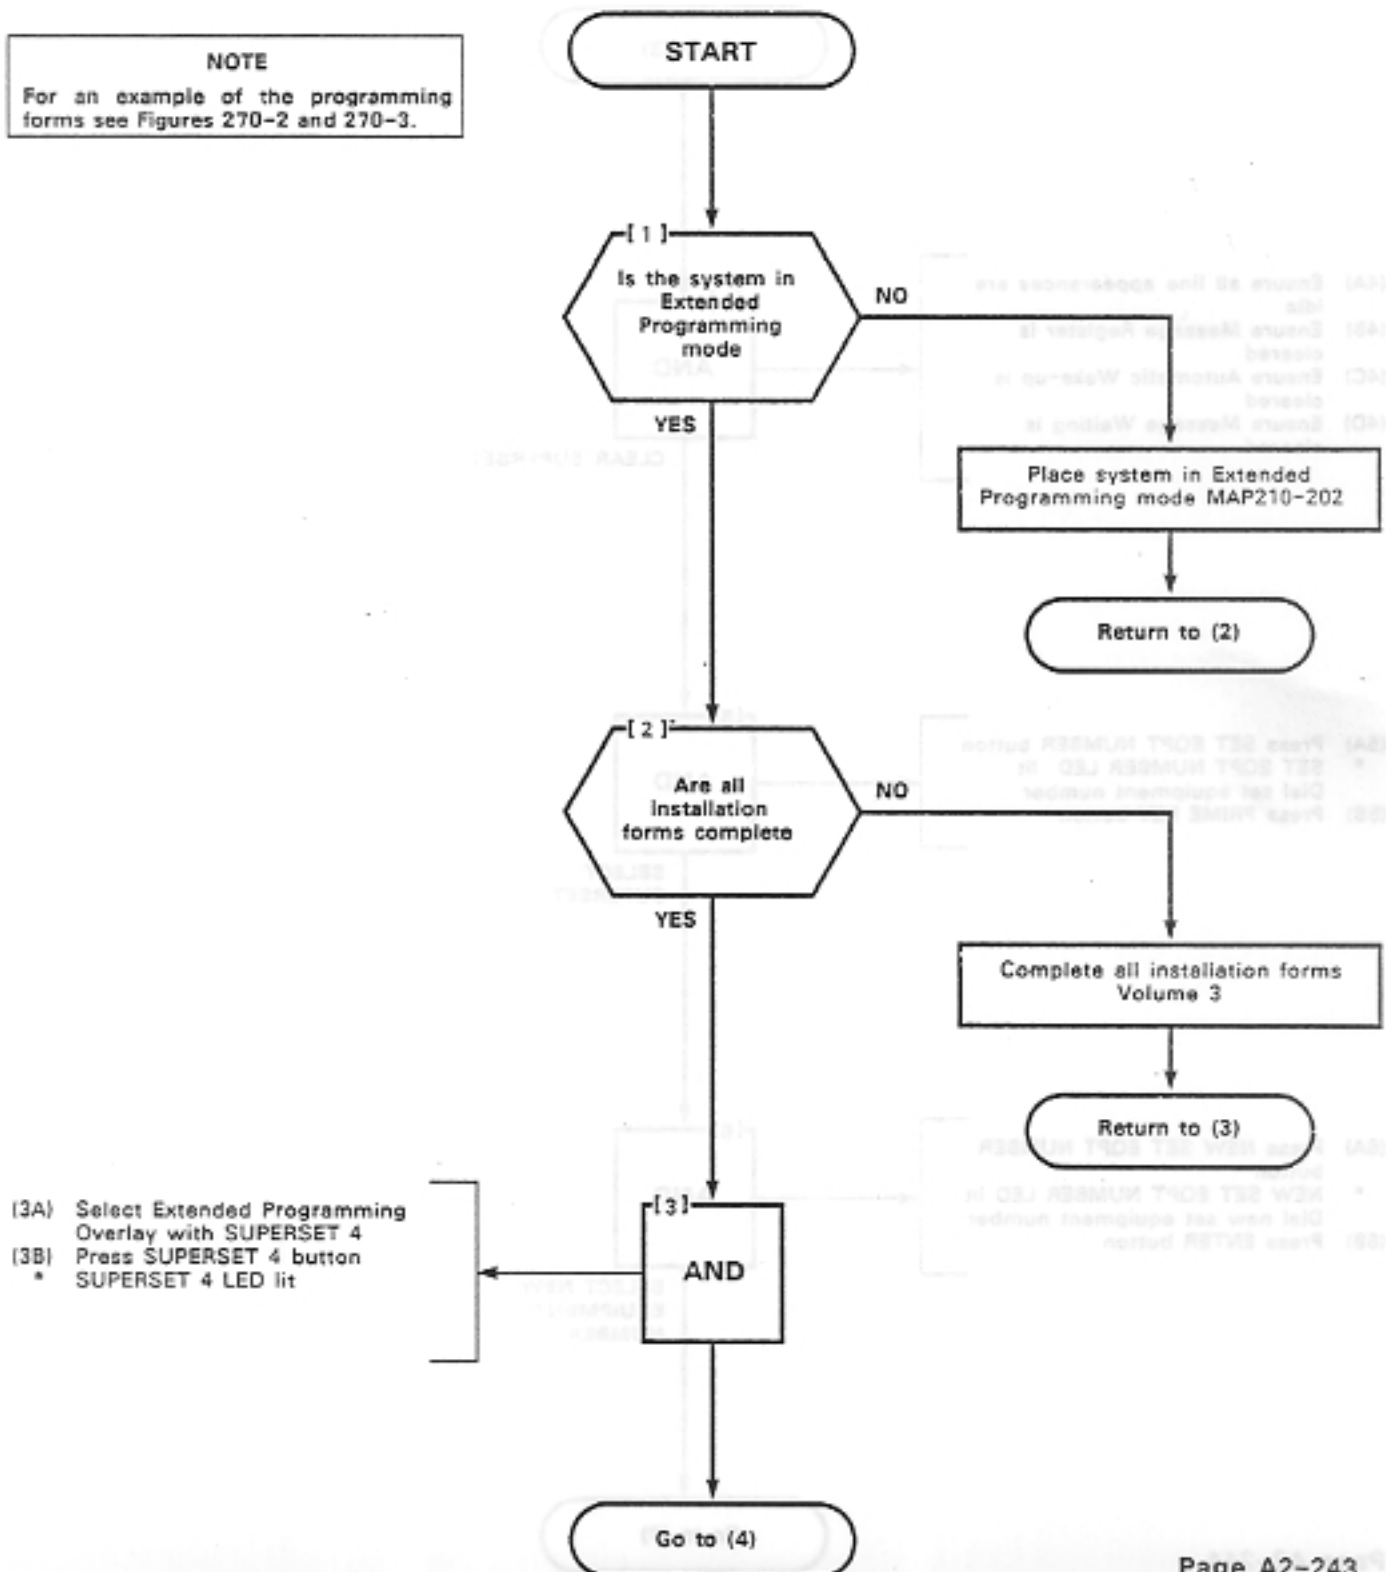 START
NOTE
For an example of the programming
forms see Figures 270-2 and 270-3.
[ 1 ]
Is the system in
Extended
Programming
mode
NO
YES
Place system in Extended
Programming mode MAP210-202
Return to (2)
[ 2 ]
Are all
installation
forms complete
NO
YES
Complete all installation forms
Volume 3
Return to (3)
(3A) Select Extended Programming
Overlay with SUPERSET 4
(3B) Press SUPERSET 4 button
* SUPERSET 4 LED lit
[3]
AND
Go to (4)
Page A2-243